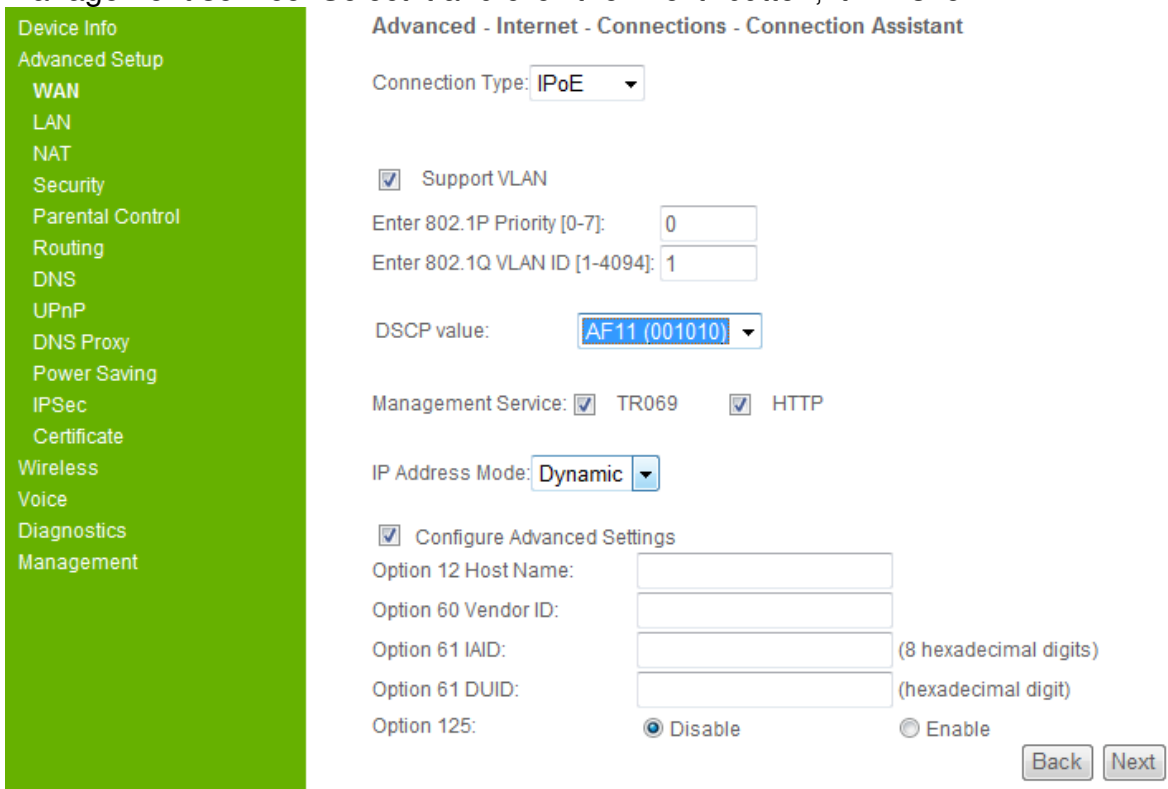 Device Info
Advanced Setup
WAN
LAN
NAT
Security
Parental Control
Routing
DNS
UPnP
DNS Proxy
Power Saving
IPSec
Certificate
Wireless
Voice
Diagnostics
Management
Advanced - Internet - Connections - Connection Assistant
Connection Type: IPoE
Support VLAN
Enter 802.1P Priority [0-7]: 0
Enter 802.1Q VLAN ID [1-4094]: 1
DSCP value: AF11 (001010)
Management Service: TR069 HTTP
IP Address Mode: Dynamic
Configure Advanced Settings
Option 12 Host Name:
Option 60 Vendor ID:
Option 61 IAID: (8 hexadecimal digits)
Option 61 DUID: (hexadecimal digit)
Option 125: Disable Enable
Back Next